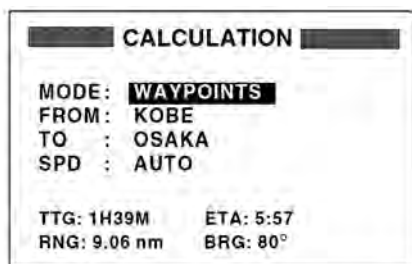 CALCULATION
MODE: WAYPOINTS
FROM: KOBE
TO : OSAKA
SPD : AUTO
TTG: 1H39M ETA: 5:57
RNG: 9.06 nm BRG: 80°